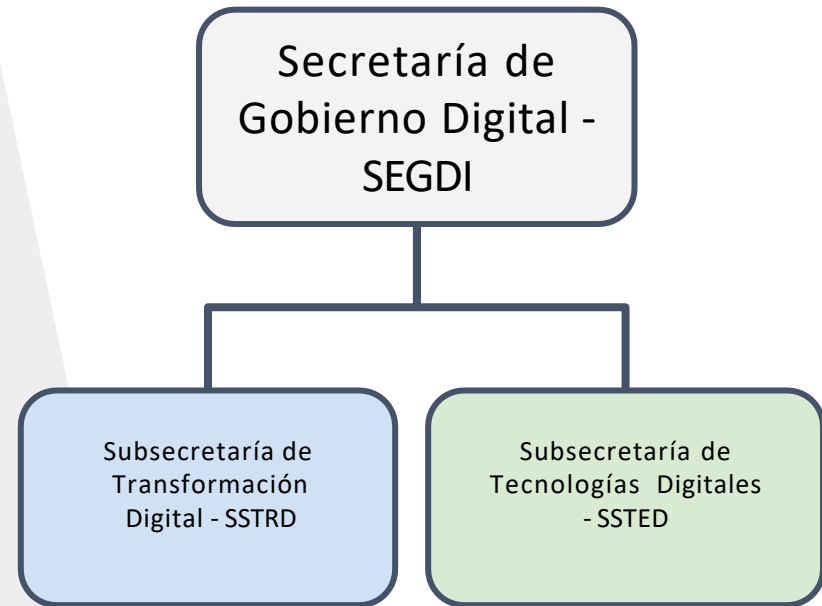 Secretaría de
Gobierno Digital -
SEGDI
Subsecretaría de
Transformación
Digital - SSTRD
Subsecretaría de
Tecnologías Digitales
- SSTED